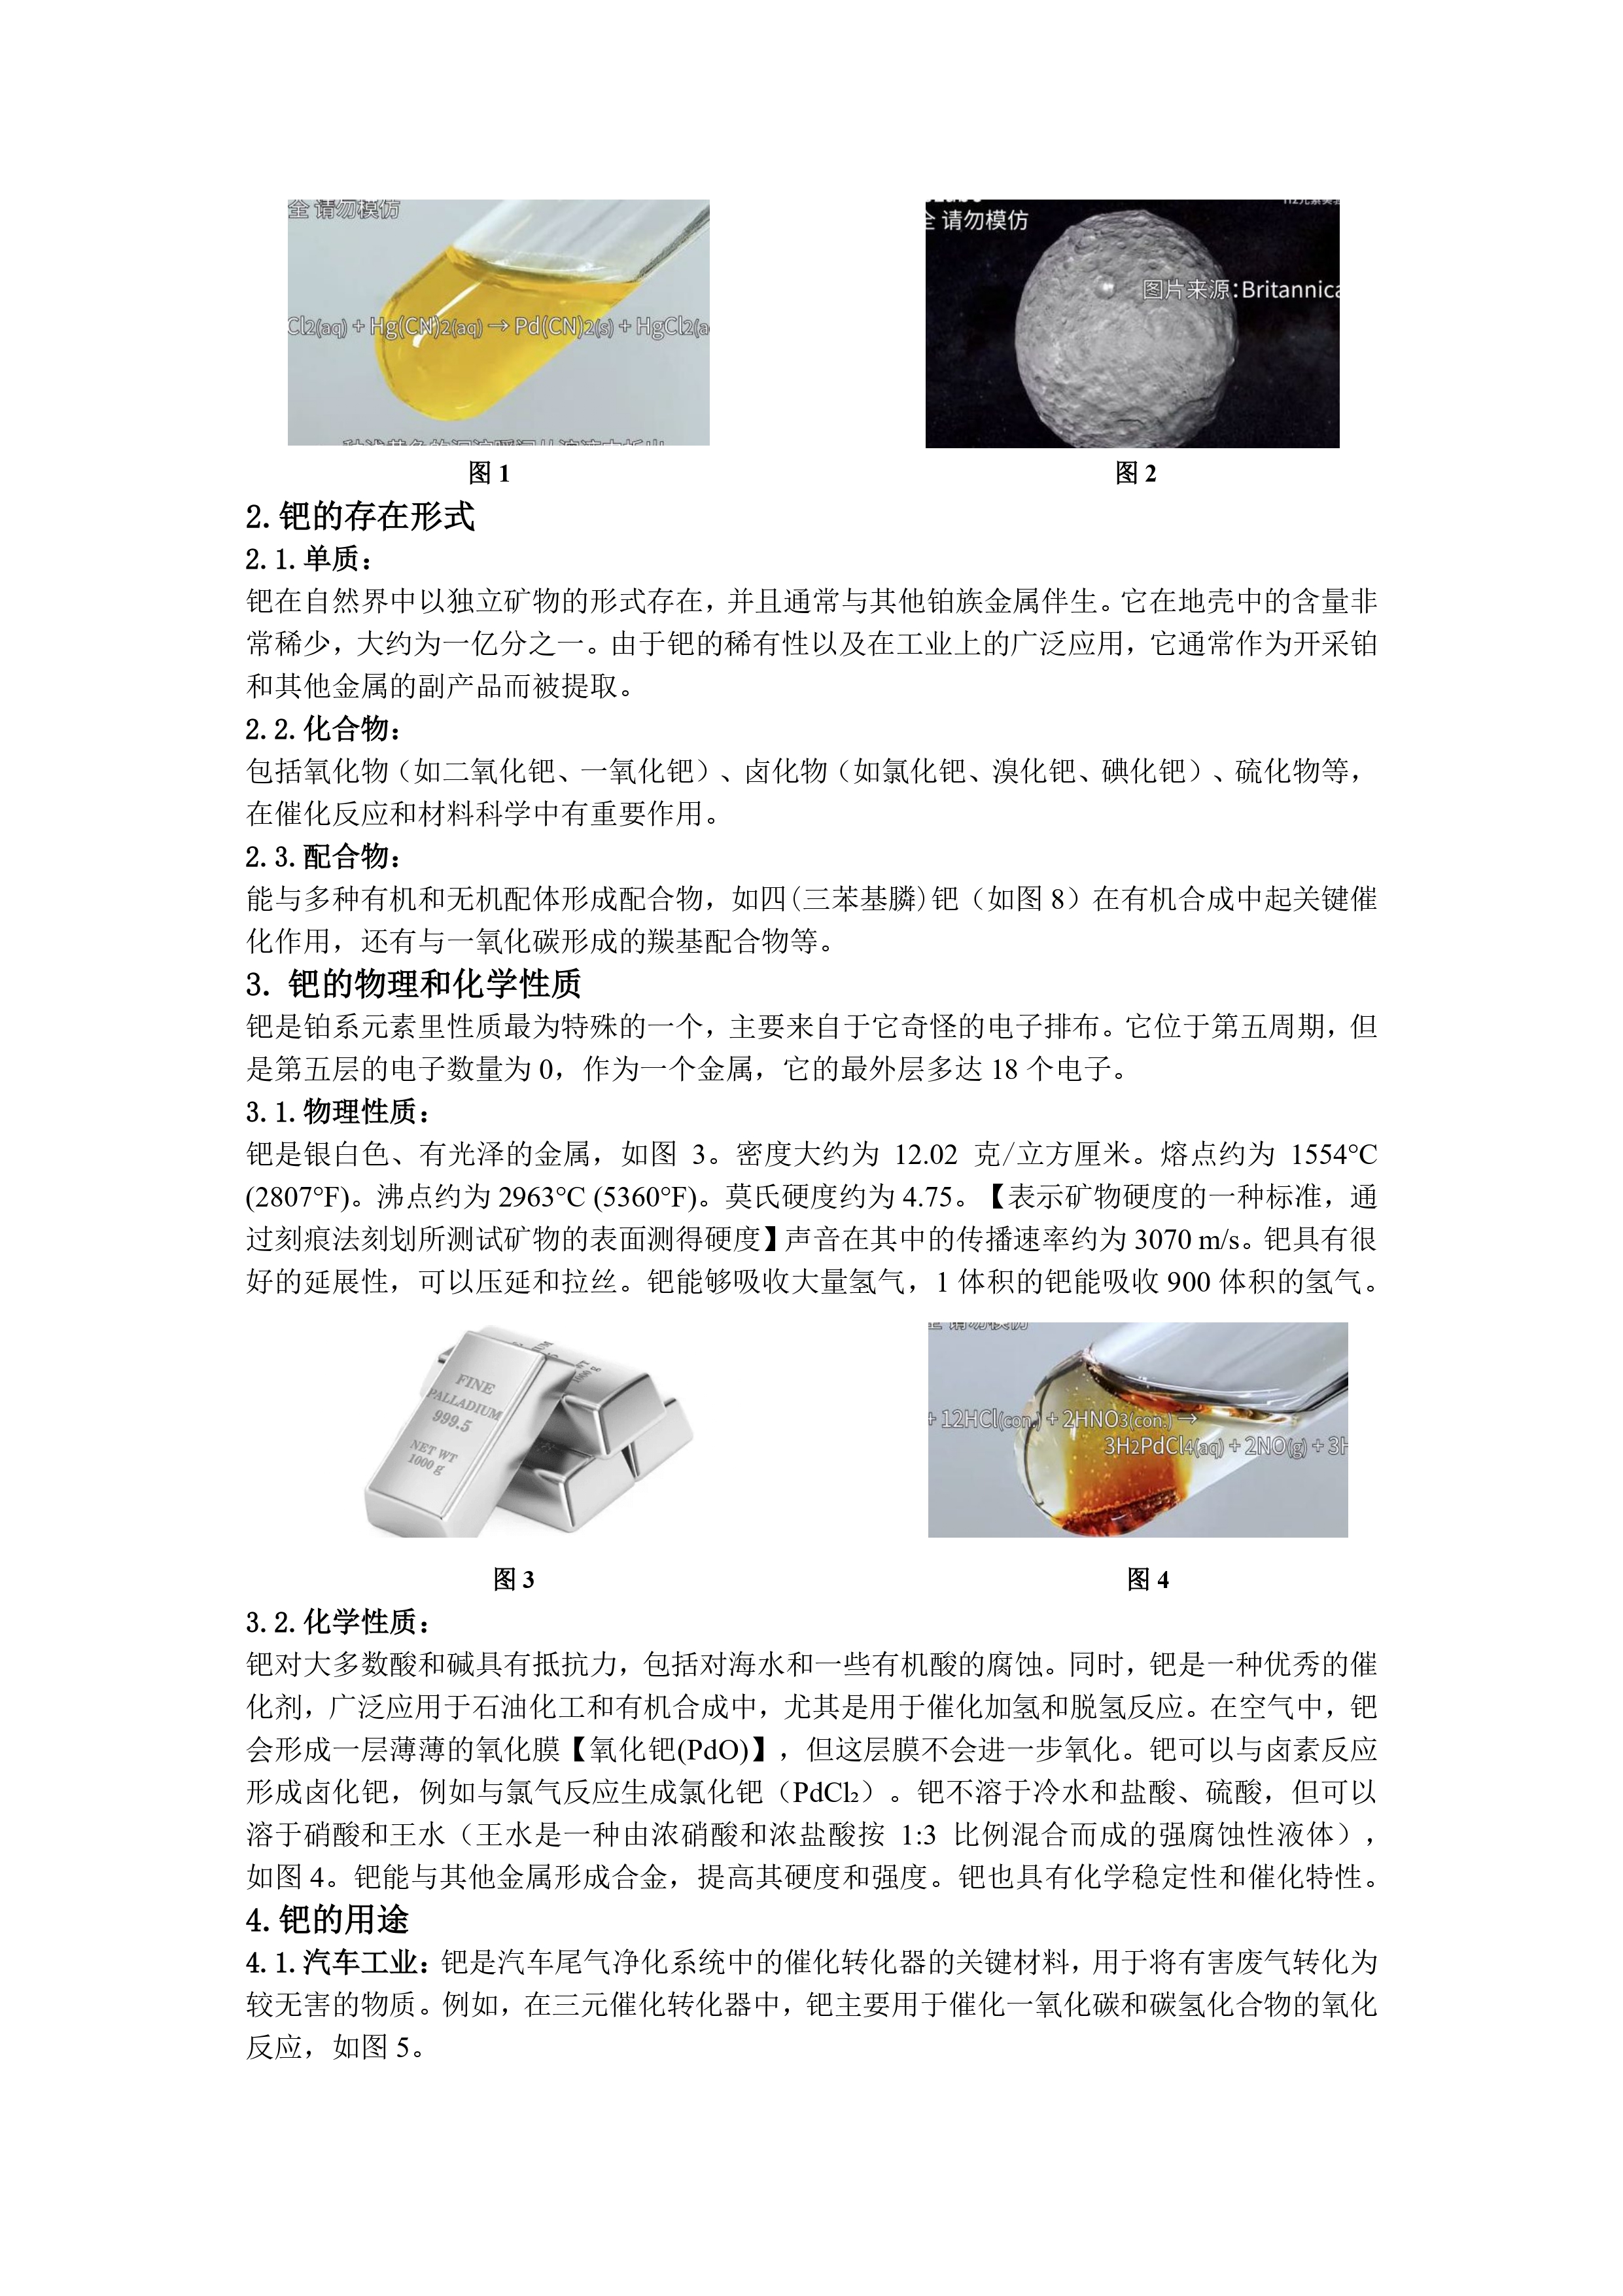 全 请勿模仿
Cl2(aq) + Hg(CN)2(aq) → Pd(CN)2(s) + HgCl2(a
全 请勿模仿
图片来源:Britannica
图 1
图 2
2.钯的存在形式
2.1.单质：
钯在自然界中以独立矿物的形式存在，并且通常与其他铂族金属伴生。它在地壳中的含量非
常稀少，大约为一亿分之一。由于钯的稀有性以及在工业上的广泛应用，它通常作为开采铂
和其他金属的副产品而被提取。
2.2.化合物：
包括氧化物（如二氧化钯、一氧化钯）、卤化物（如氯化钯、溴化钯、碘化钯）、硫化物等，
在催化反应和材料科学中有重要作用。
2.3.配合物：
能与多种有机和无机配体形成配合物，如四(三苯基膦)钯（如图 8）在有机合成中起关键催
化作用，还有与一氧化碳形成的羰基配合物等。
3. 钯的物理和化学性质
钯是铂系元素里性质最为特殊的一个，主要来自于它奇怪的电子排布。它位于第五周期，但
是第五层的电子数量为 0，作为一个金属，它的最外层多达 18 个电子。
3.1.物理性质：
钯是银白色、有光泽的金属，如图 3。密度大约为 12.02 克/立方厘米。熔点约为 1554°C
(2807°F)。沸点约为 2963°C (5360°F)。莫氏硬度约为 4.75。【表示矿物硬度的一种标准，通
过刻痕法刻划所测试矿物的表面测得硬度】声音在其中的传播速率约为 3070 m/s。钯具有很
好的延展性，可以压延和拉丝。钯能够吸收大量氢气，1 体积的钯能吸收 900 体积的氢气。
FINE
PALLADIUM
999.5
NET WT
1000 g
+ 12HCl(con.) + 2HNO3(con.) →
3H2PdCl4(aq) + 2NO(g) + 3H
图 3
图 4
3.2.化学性质：
钯对大多数酸和碱具有抵抗力，包括对海水和一些有机酸的腐蚀。同时，钯是一种优秀的催
化剂，广泛应用于石油化工和有机合成中，尤其是用于催化加氢和脱氢反应。在空气中，钯
会形成一层薄薄的氧化膜【氧化钯(PdO)】，但这层膜不会进一步氧化。钯可以与卤素反应
形成卤化钯，例如与氯气反应生成氯化钯（PdCl₂）。钯不溶于冷水和盐酸、硫酸，但可以
溶于硝酸和王水（王水是一种由浓硝酸和浓盐酸按 1:3 比例混合而成的强腐蚀性液体），
如图 4。钯能与其他金属形成合金，提高其硬度和强度。钯也具有化学稳定性和催化特性。
4.钯的用途
4.1.汽车工业：钯是汽车尾气净化系统中的催化转化器的关键材料，用于将有害废气转化为
较无害的物质。例如，在三元催化转化器中，钯主要用于催化一氧化碳和碳氢化合物的氧化
反应，如图 5。